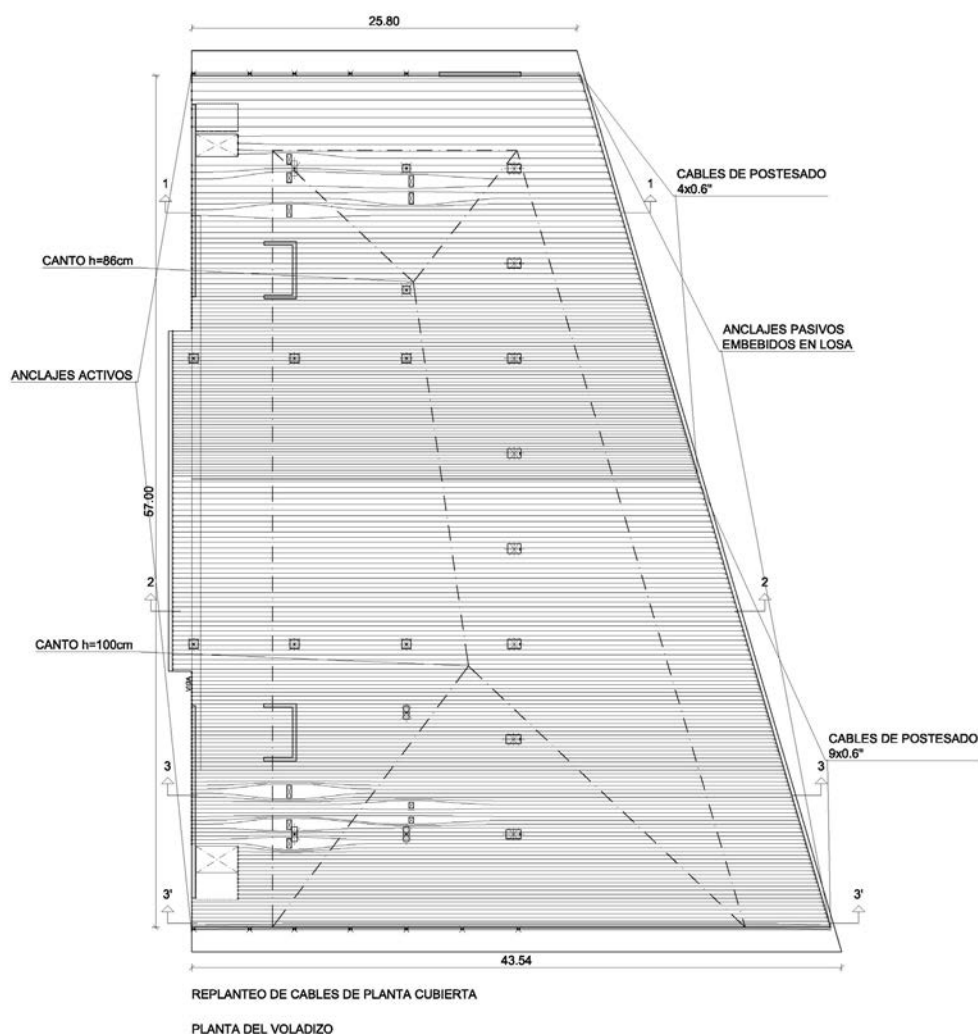 25.80
CABLES DE POSTESADO
4x0.6"
1
1
CANTO h=86cm
ANCLAJES PASIVOS
EMBEBIDOS EN LOSA
ANCLAJES ACTIVOS
57.00
2
2
CANTO h=100cm
CABLES DE POSTESADO
9x0.6"
3
3
3'
3'
43.54
REPLANTEO DE CABLES DE PLANTA CUBIERTA
PLANTA DEL VOLADIZO